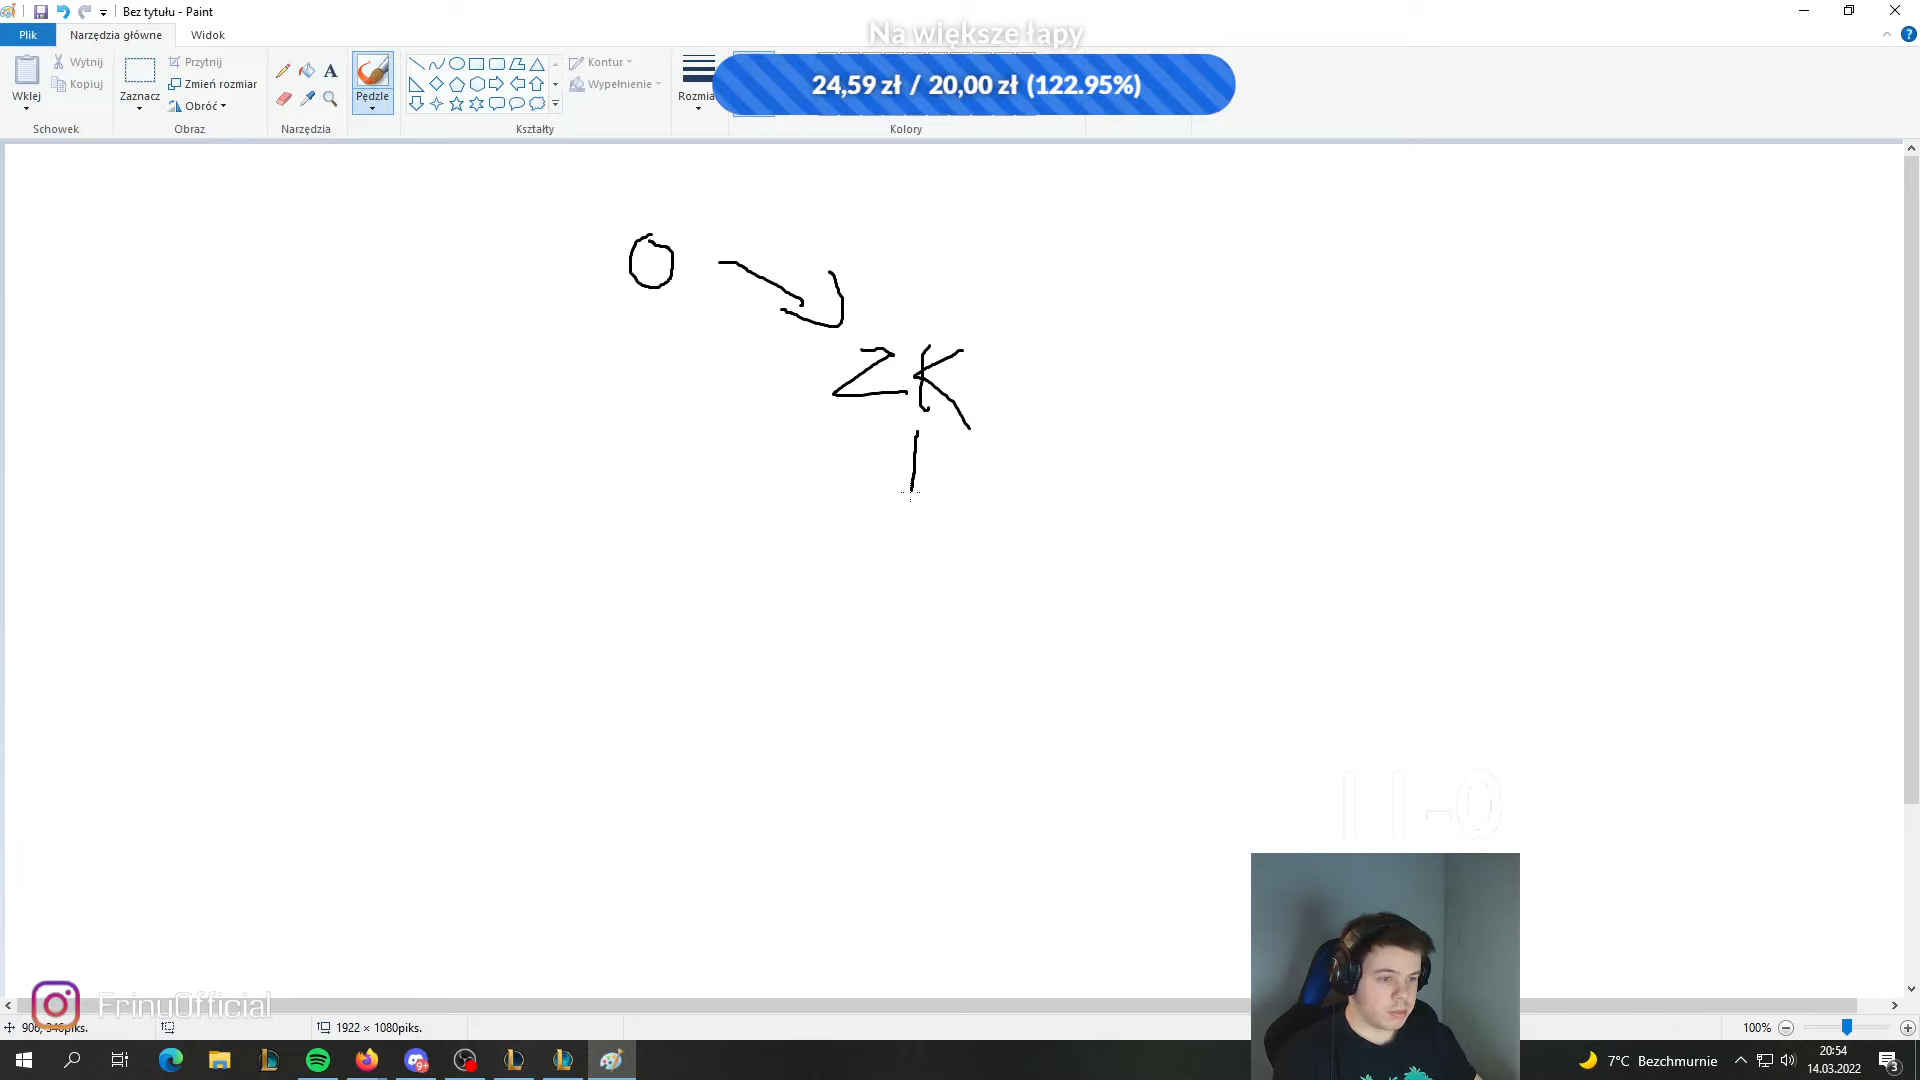 Bez tytułu - Paint
Plik Narzędzia główne Widok
Na większe łapy
24,59 zł / 20,00 zł (122.95%)
Wklej
Wytnij
Kopiuj
Schowek
Zaznacz
Przytnij
Zmień rozmiar
Obróć
Obraz
Narzędzia
Pędzle
Kształty
Kontur
Wypełnienie
Kolory
O
ZK
FrinuOfficial
1922 × 1080piks.
100%
9+
7°C Bezchmurnie
20:54
14.03.2022
3